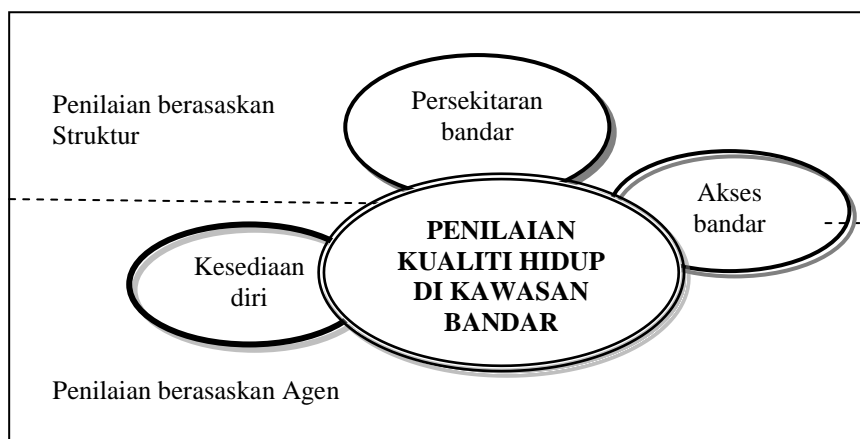 Penilaian berasaskan
Struktur
Persekitaran
bandar
Akses
bandar
PENILAIAN
KUALITI HIDUP
DI KAWASAN
BANDAR
Kesediaan
diri
Penilaian berasaskan Agen